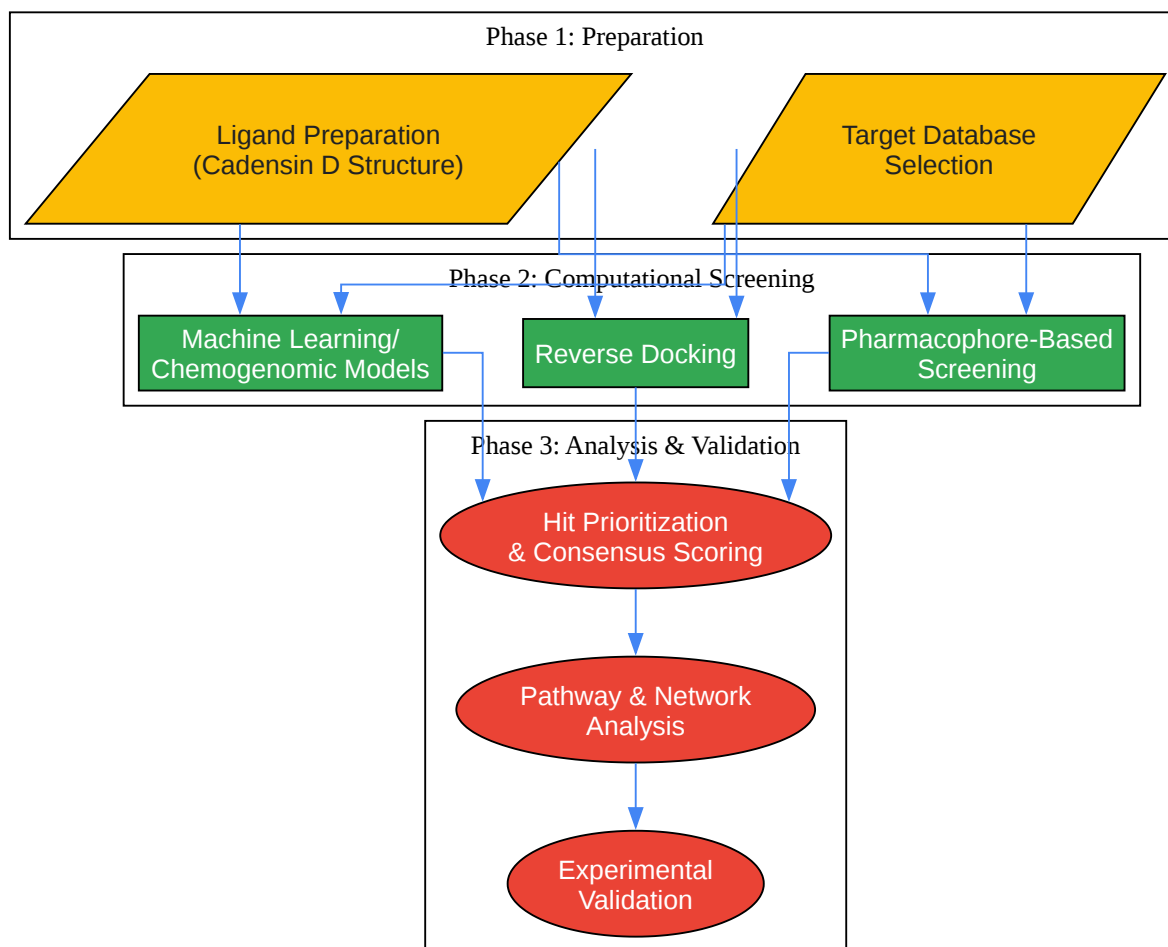 Phase 1: Preparation
Ligand Preparation
(Cadensin D Structure)
Target Database
Selection
Phase 2: Computational Screening
Machine Learning/
Chemogenomic Models
Reverse Docking
Pharmacophore-Based
Screening
Phase 3: Analysis & Validation
Hit Prioritization
& Consensus Scoring
Pathway & Network
Analysis
Experimental
Validation